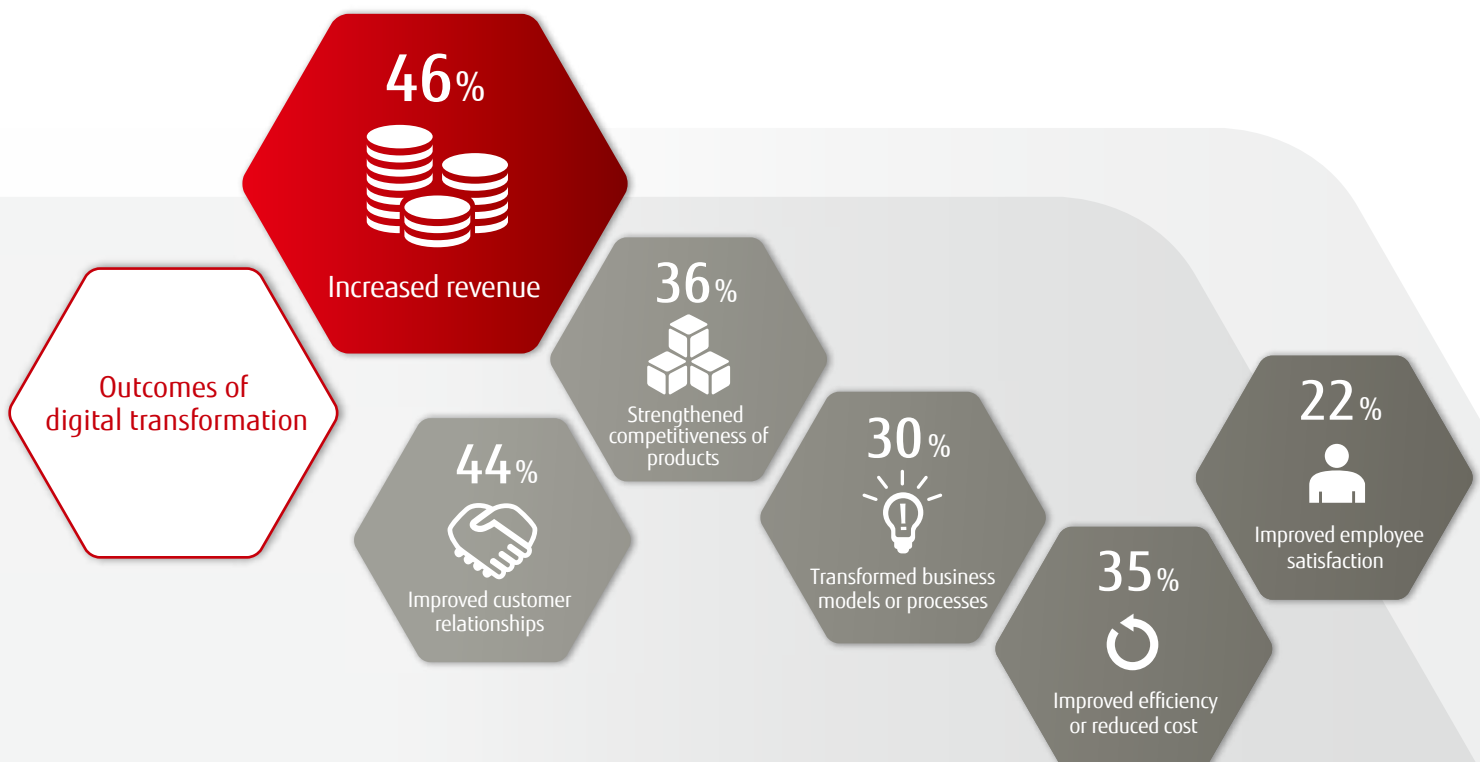 Outcomes of
digital transformation
46%
Increased revenue
44%
Improved customer
relationships
36%
Strengthened
competitiveness of
products
30%
!
Transformed business
models or processes
35%
Improved efficiency
or reduced cost
22%
Improved employee
satisfaction